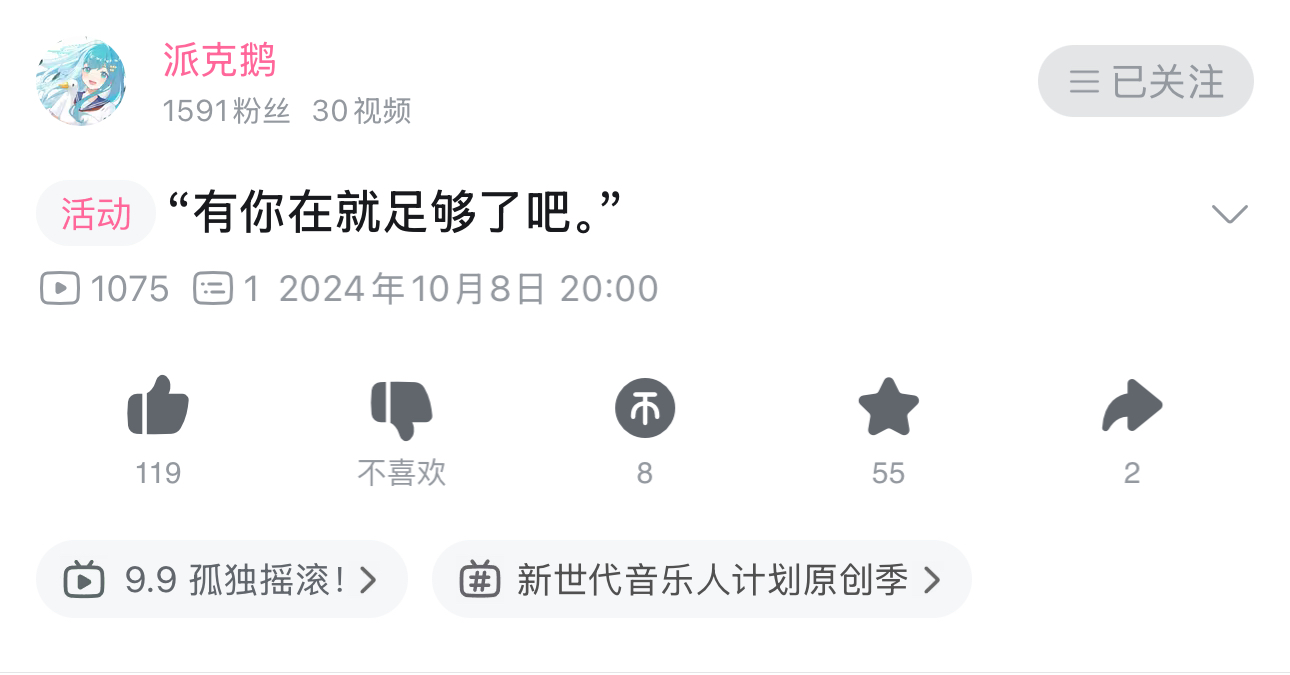 派克鹅
1591粉丝 30视频
已关注
活动 “有你在就足够了吧。”
1075 1 2024年10月8日 20:00
119 不喜欢 8 55 2
9.9 孤独摇滚! # 新世代音乐人计划原创季